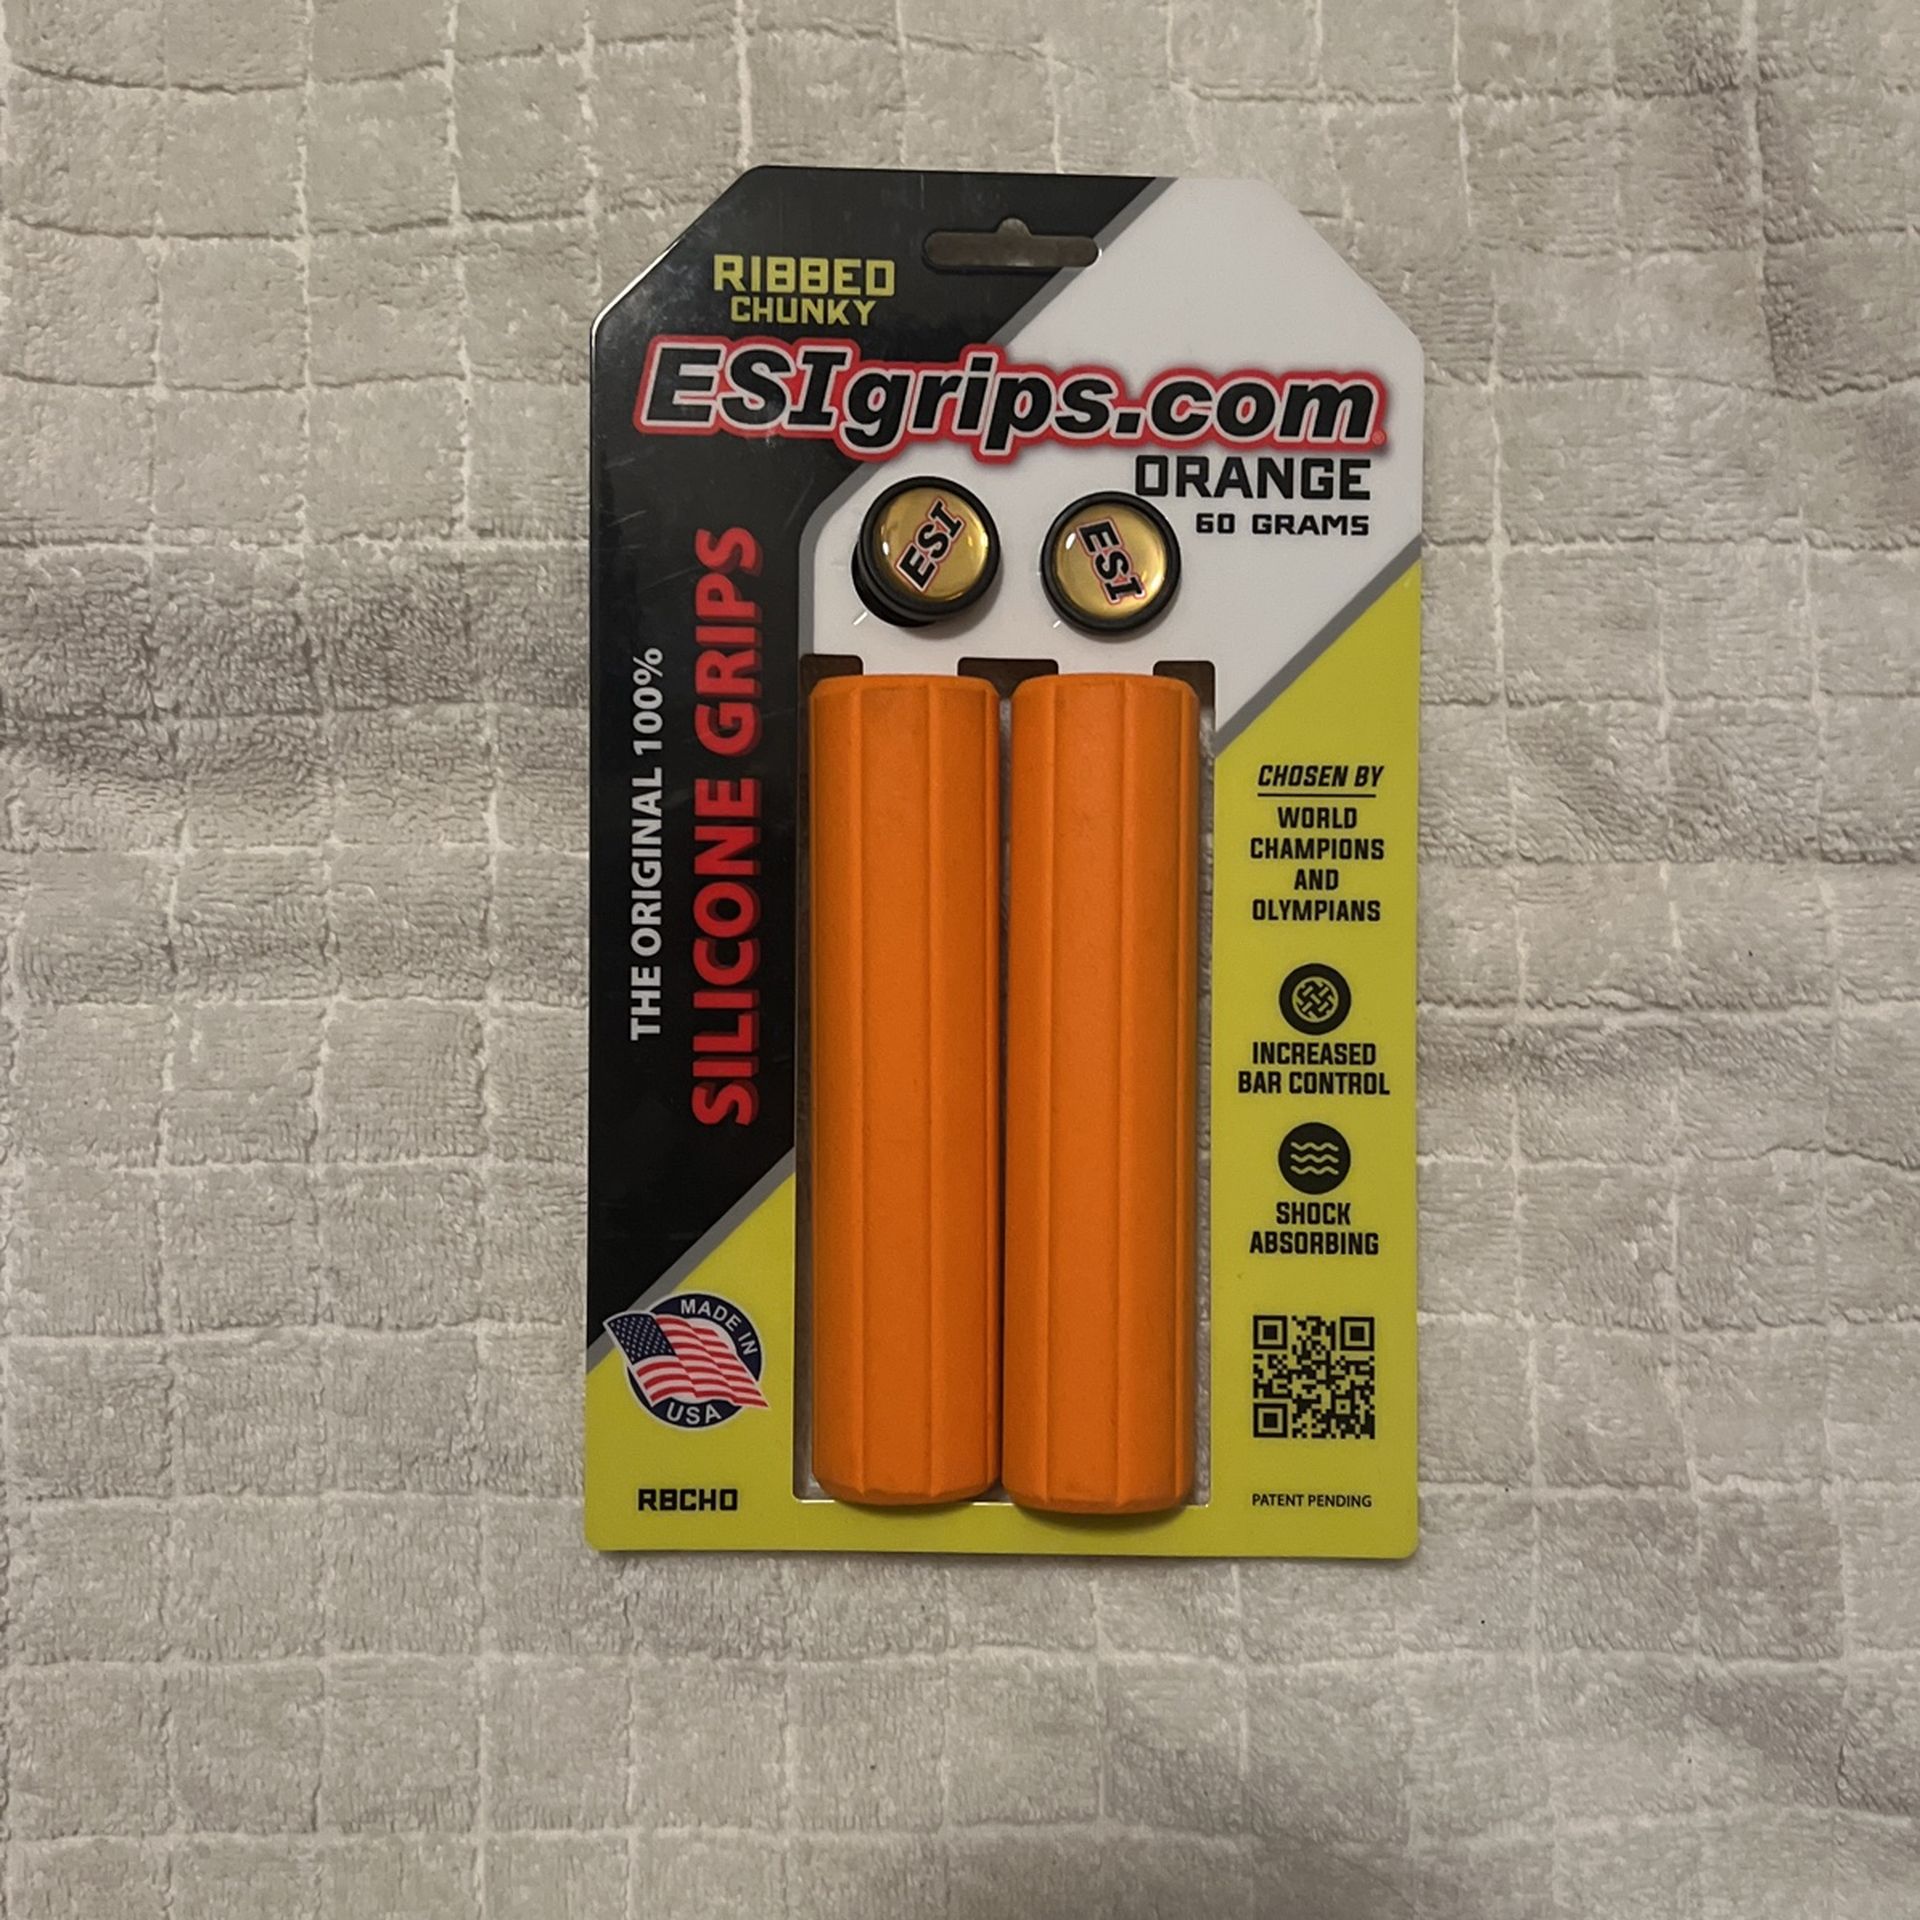 RIBBED
CHUNKY
ESIgrips.com®
ORANGE
60 GRAMS
ESI
ESI
THE ORIGINAL 100%
SILICONE GRIPS
CHOSEN BY
WORLD
CHAMPIONS
AND
OLYMPIANS
INCREASED
BAR CONTROL
SHOCK
ABSORBING
MADE IN
USA
RBCHO
PATENT PENDING